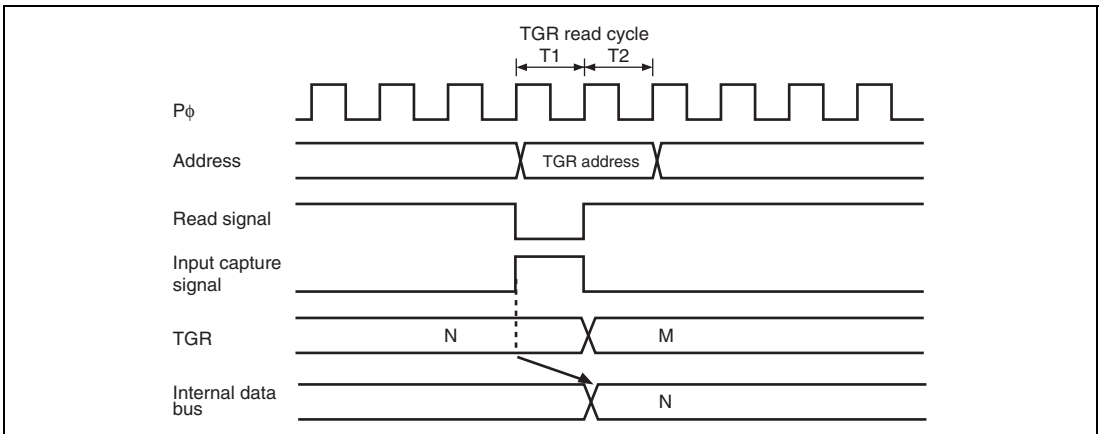 TGR read cycle
T1 T2
Pϕ
Address
TGR address
Read signal
Input capture
signal
TGR
N M
Internal data
bus
N